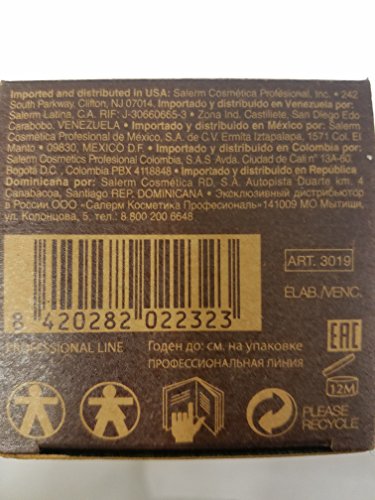 Imported and distributed in USA: Salerm Cosmética Profesional, Inc. • 242
South Parkway. Clifton, NJ 07014. Importado y distribuido en Venezuela por:
Salerm Latina, C.A. RIF: J-30660665-3 • Zona Ind. Castillete, San Diego Edo
Carabobo. VENEZUELA • Importado y distribuido en México por: Salerm
Cosmética Profesional de México, S.A. de C.V. Ermita Iztapalapa, 1571 Col. El
Manto • 09830, MEXICO D.F. • Importado y distribuido en Colombia por:
Salerm Cosmetics Profesional Colombia, S.A.S Avda. Ciudad de Cali nº 13A-60.
Bogota D.C., Colombia PBX 4118848 • Importado y distribuido en República
Dominicana por: Salerm Cosmética RD, S.A. Autopista Duarte km. 4
Canabacoa, Santiago REP. DOMINICANA • Эксклюзивный дистрибьютор
в России ООО «Салерм Косметика Професьональ»141009 МО Мытищи,
ул. Колонцова, 5. тел.: 8 800 200 6648
ART. 3019
ELAB./VENC.
8 420282 022323
PROFESSIONAL LINE
Годен до: см. на упаковке
ПРОФЕССИОНАЛЬНАЯ ЛИНИЯ
EAC
12M
PLEASE
RECYCLE